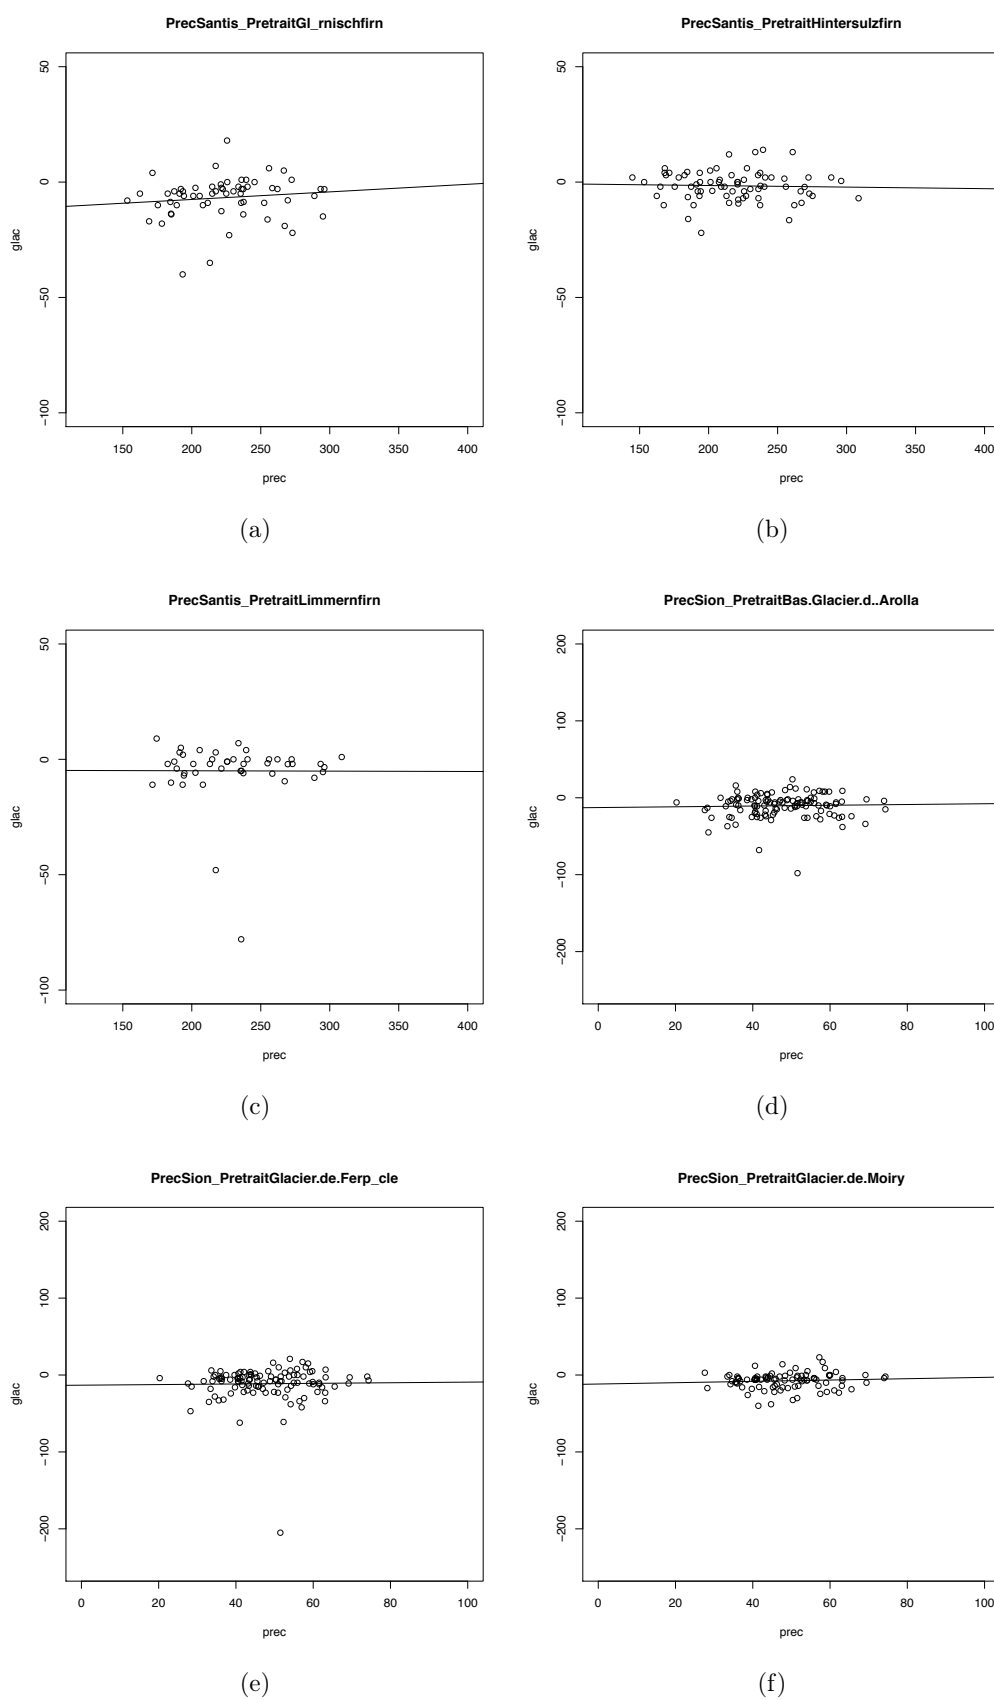 PrecSantis_PretraitGl_rnischfirn
PrecSantis_PretraitHintersulzfirn
50
0
−50
−100
glac
150 200 250 300 350 400
prec
50
0
−50
−100
glac
150 200 250 300 350 400
prec
(a)
(b)
PrecSantis_PretraitLimmernfirn
PrecSion_PretraitBas.Glacier.d..Arolla
50
0
−50
−100
glac
150 200 250 300 350 400
prec
200
100
0
−100
−200
glac
0 20 40 60 80 100
prec
(c)
(d)
PrecSion_PretraitGlacier.de.Ferp_cle
PrecSion_PretraitGlacier.de.Moiry
200
100
0
−100
−200
glac
0 20 40 60 80 100
prec
200
100
0
−100
−200
glac
0 20 40 60 80 100
prec
(e)
(f)